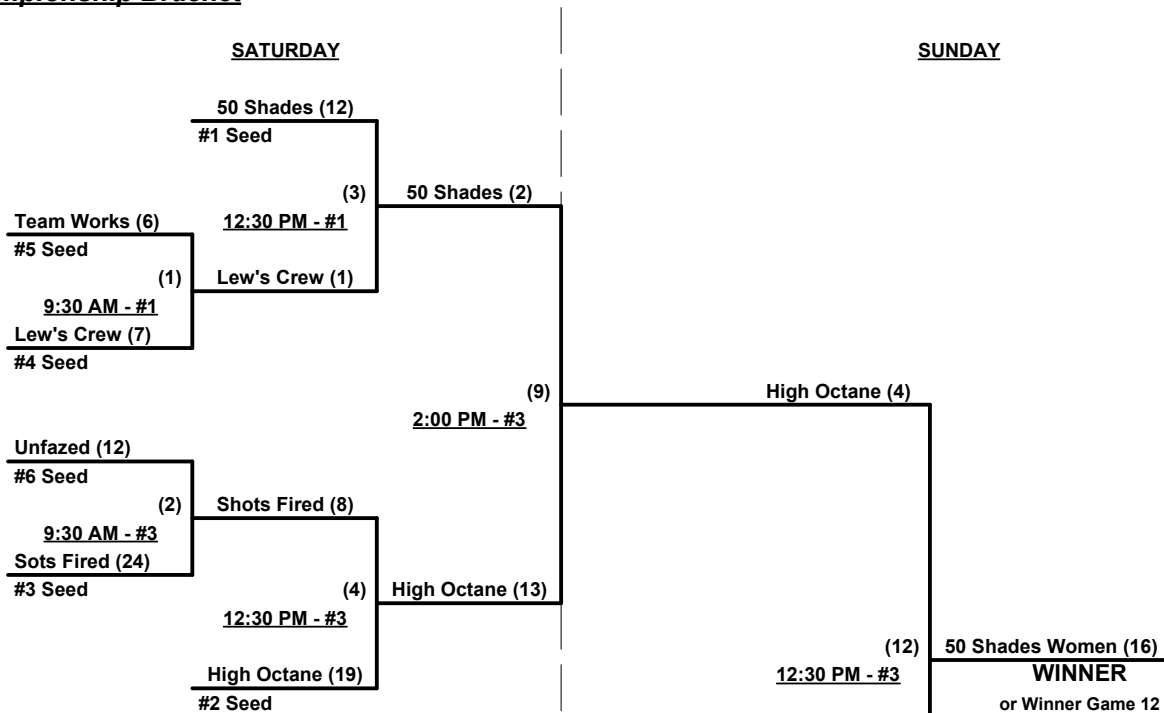 SATURDAY
SUNDAY
50 Shades (12)
#1 Seed
(3)
50 Shades (2)
12:30 PM - #1
Team Works (6)
#5 Seed
(1)
Lew's Crew (1)
9:30 AM - #1
Lew's Crew (7)
#4 Seed
(9)
High Octane (4)
2:00 PM - #3
Unfazed (12)
#6 Seed
(2)
Shots Fired (8)
9:30 AM - #3
Sots Fired (24)
#3 Seed
(4)
High Octane (13)
12:30 PM - #3
High Octane (19)
#2 Seed
(12)
50 Shades Women (16)
12:30 PM - #3
WINNER
or Winner Game 12